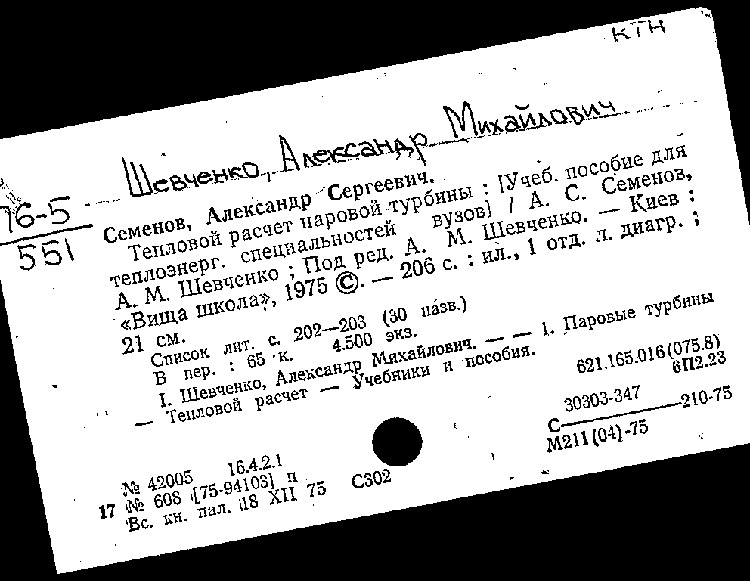 КТН
Шевченко, Александр Михайлович
76-5
551
Семенов, Александр Сергеевич.
Тепловой расчет паровой турбины : [Учеб. пособие для
теплоэнерг. специальностей вузов] / А. С. Семенов,
А. М. Шевченко ; Под ред. А. М. Шевченко. — Киев :
«Вища школа», 1975 ©. — 206 с. : ил., 1 отд. л. диагр. ;
21 см.
Список лит. с. 202—203 (30 назв.)
В пер. : 65 к. 4.500 экз.
I. Шевченко, Александр Михайлович. — — 1. Паровые турбины
— Тепловой расчет — Учебники и пособия.
621.165.016(075.8)
6П2.23
30303-347
С—————210-75
М211(04)-75
№ 42005 16.4.2.1
17 № 608 [75-94103] п
Вс. кн. пал. 18 XII 75 С302